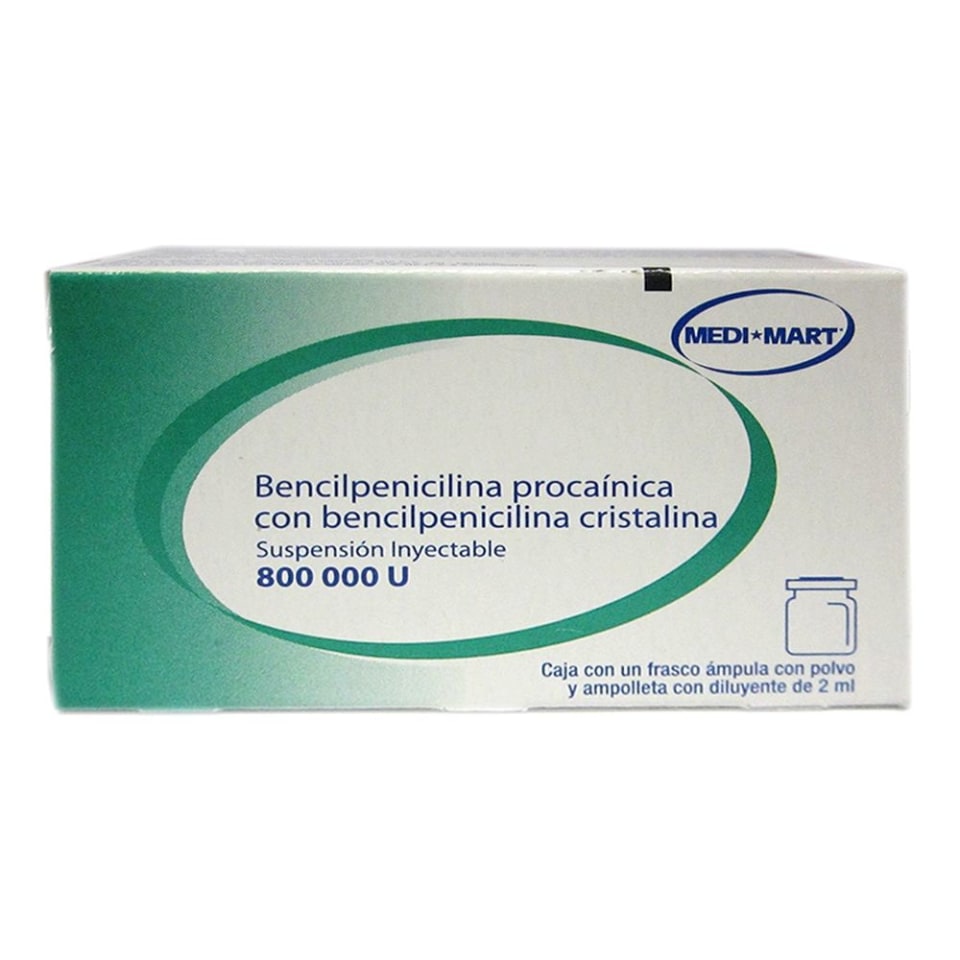 MEDI★MART
Bencilpenicilina procaínica
con bencilpenicilina cristalina
Suspensión Inyectable
800 000 U
Caja con un frasco ámpula con polvo
y ampolleta con diluyente de 2 ml